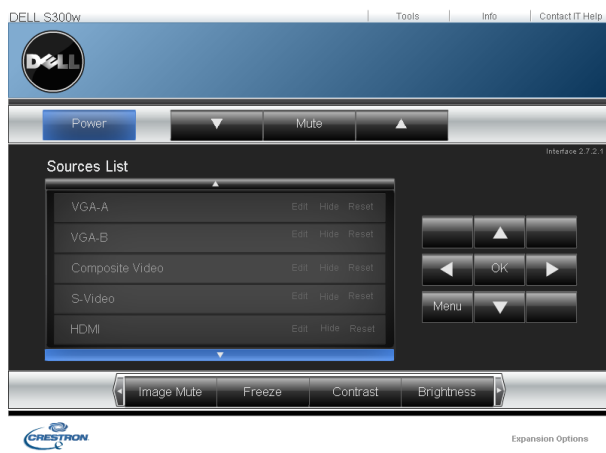 DELL S300w
Tools Info Contact IT Help
DELL
Power Mute
Interface 2.7.2.1
Sources List
VGA-A Edit Hide Reset
VGA-B Edit Hide Reset
Composite Video Edit Hide Reset
S-Video Edit Hide Reset
HDMI Edit Hide Reset
OK
Menu
Image Mute Freeze Contrast Brightness
CRESTRON
Expansion Options